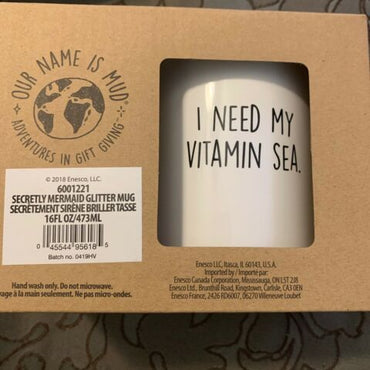 OUR NAME IS MUD®
ADVENTURES IN GIFT GIVING
I NEED MY
VITAMIN SEA.
© 2018 Enesco, LLC.
6001221
SECRETLY MERMAID GLITTER MUG
SECRÈTEMENT SIRÈNE BRILLER TASSE
16FL OZ/473ML
0 45544 95618 5
Batch no. 0419HV
Hand wash only. Do not microwave.
vage à la main seulement. Ne pas micro-ondes.
Enesco LLC, Itasca, IL 60143, U.S.A.
Imported by / Importé par:
Enesco Canada Corporation, Mississauga, ON L5T 2J8
Enesco Ltd., Brunthill Road, Kingstown, Carlisle, CA3 0EN
Enesco France, 2426 RD6007, 06270 Villeneuve Loubet